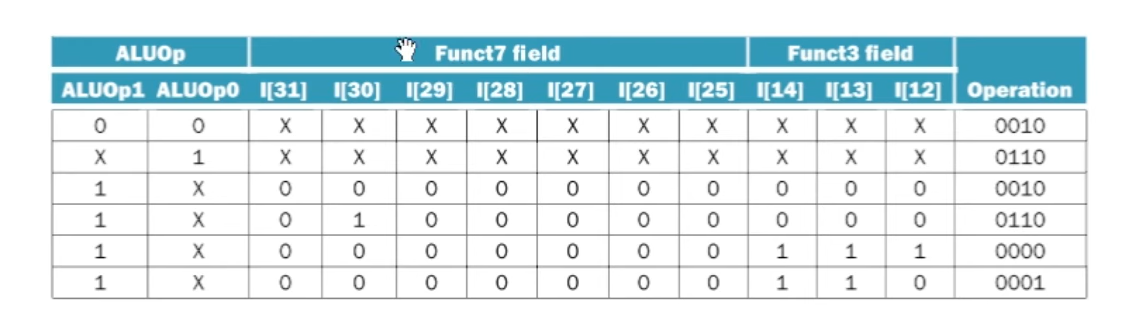 ALUOp Funct7 field Funct3 field
ALUOp1 ALUOp0 I[31] I[30] I[29] I[28] I[27] I[26] I[25] I[14] I[13] I[12] Operation
0 0 X X X X X X X X X X 0010
X 1 X X X X X X X X X X 0110
1 X 0 0 0 0 0 0 0 0 0 0 0010
1 X 0 1 0 0 0 0 0 0 0 0 0110
1 X 0 0 0 0 0 0 0 1 1 1 0000
1 X 0 0 0 0 0 0 0 1 1 0 0001